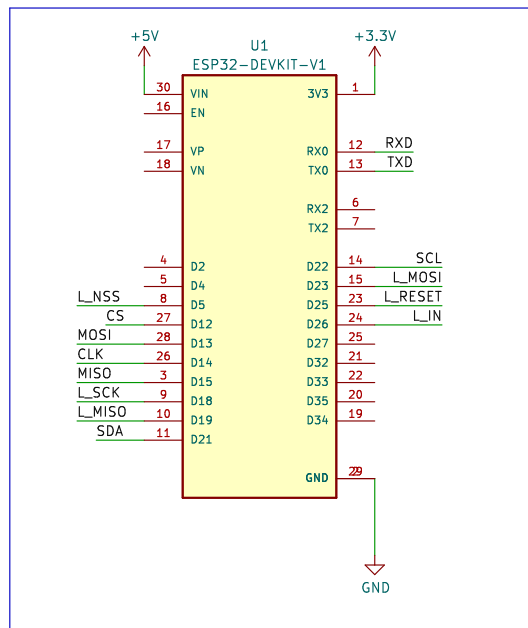 +5V
U1
+3.3V
ESP32-DEVKIT-V1
30 VIN 3V3 1
16 EN
17 VP RX0 12 RXD
18 VN TX0 13 TXD
RX2 6
TX2 7
4 D2 D22 14 SCL
5 D4 D23 15 L_MOSI
L_NSS 8 D5 D25 23 L_RESET
CS 27 D12 D26 24 L_IN
MOSI 28 D13 D27 25
CLK 26 D14 D32 21
MISO 3 D15 D33 22
L_SCK 9 D18 D35 20
L_MISO 10 D19 D34 19
SDA 11 D21
GND
GND